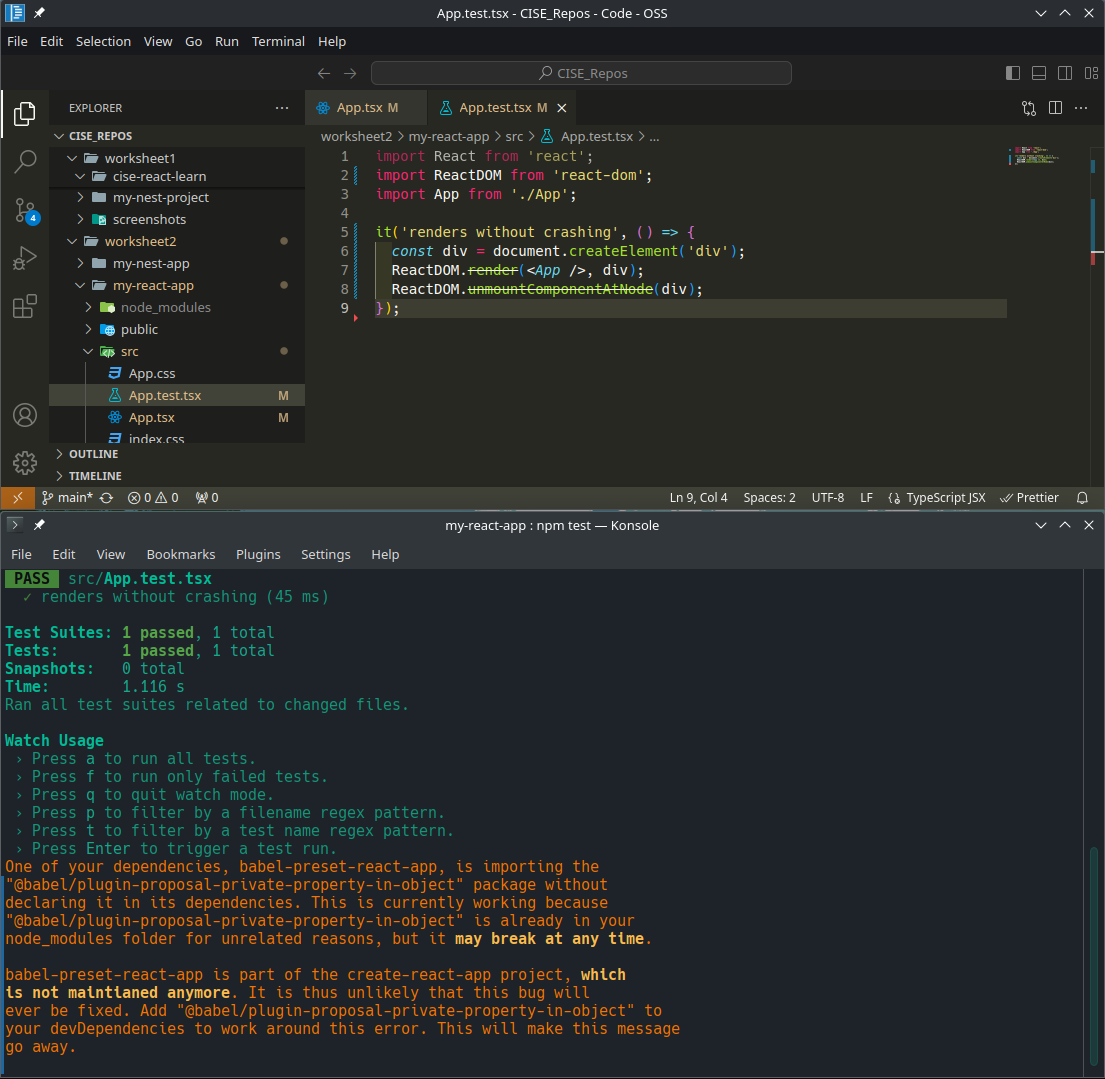 App.test.tsx - CISE_Repos - Code - OSS
File Edit Selection View Go Run Terminal Help
CISE_Repos
EXPLORER
CISE_REPOS
worksheet1
cise-react-learn
my-nest-project
screenshots
worksheet2
my-nest-app
my-react-app
node_modules
public
src
App.css
App.test.tsx M
App.tsx M
index.css
OUTLINE
TIMELINE
4
App.tsx M App.test.tsx M
worksheet2 > my-react-app > src > App.test.tsx > ...
1 import React from 'react';
2 import ReactDOM from 'react-dom';
3 import App from './App';
4
5 it('renders without crashing', () => {
6 const div = document.createElement('div');
7 ReactDOM.render(<App />, div);
8 ReactDOM.unmountComponentAtNode(div);
9 });
main* 0 0 0 Ln 9, Col 4 Spaces: 2 UTF-8 LF TypeScript JSX Prettier
my-react-app : npm test — Konsole
File Edit View Bookmarks Plugins Settings Help
PASS src/App.test.tsx
✓ renders without crashing (45 ms)
Test Suites: 1 passed, 1 total
Tests: 1 passed, 1 total
Snapshots: 0 total
Time: 1.116 s
Ran all test suites related to changed files.
Watch Usage
› Press a to run all tests.
› Press f to run only failed tests.
› Press q to quit watch mode.
› Press p to filter by a filename regex pattern.
› Press t to filter by a test name regex pattern.
› Press Enter to trigger a test run.
One of your dependencies, babel-preset-react-app, is importing the
"@babel/plugin-proposal-private-property-in-object" package without
declaring it in its dependencies. This is currently working because
"@babel/plugin-proposal-private-property-in-object" is already in your
node_modules folder for unrelated reasons, but it may break at any time.
babel-preset-react-app is part of the create-react-app project, which
is not maintianed anymore. It is thus unlikely that this bug will
ever be fixed. Add "@babel/plugin-proposal-private-property-in-object" to
your devDependencies to work around this error. This will make this message
go away.